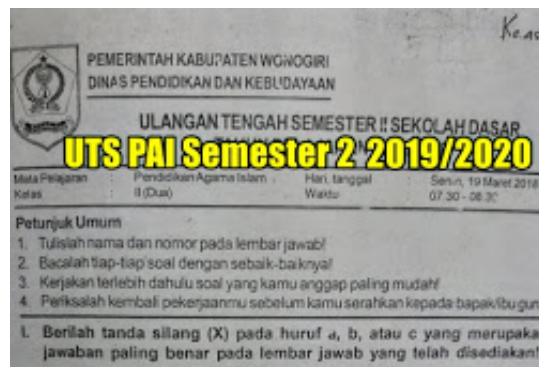 Kelas
PEMERINTAH KABUPATEN WONOGIRI
DINAS PENDIDIKAN DAN KEBUDAYAAN
ULANGAN TENGAH SEMESTER II SEKOLAH DASAR
UTS PAI Semester 2 2019/2020
Mata Pelajaran : Pendidikan Agama Islam Hari, tanggal : Senin, 19 Maret 2018
Kelas : II (Dua) Waktu : 07.30 - 08.30
Petunjuk Umum
1. Tulislah nama dan nomor pada lembar jawab!
2. Bacalah tiap-tiap soal dengan sebaik-baiknya!
3. Kerjakan terlebih dahulu soal yang kamu anggap paling mudah!
4. Periksalah kembali pekerjaanmu sebelum kamu serahkan kepada bapak/ibu gur
I. Berilah tanda silang (X) pada huruf a, b, atau c yang merupaka
jawaban paling benar pada lembar jawab yang telah disediakan!